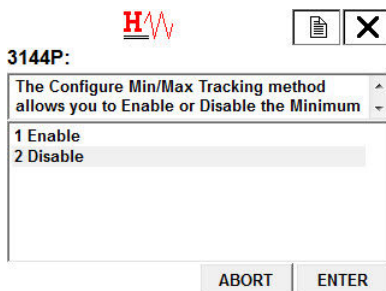 H
3144P:
The Configure Min/Max Tracking method
allows you to Enable or Disable the Minimum
1 Enable
2 Disable
ABORT
ENTER